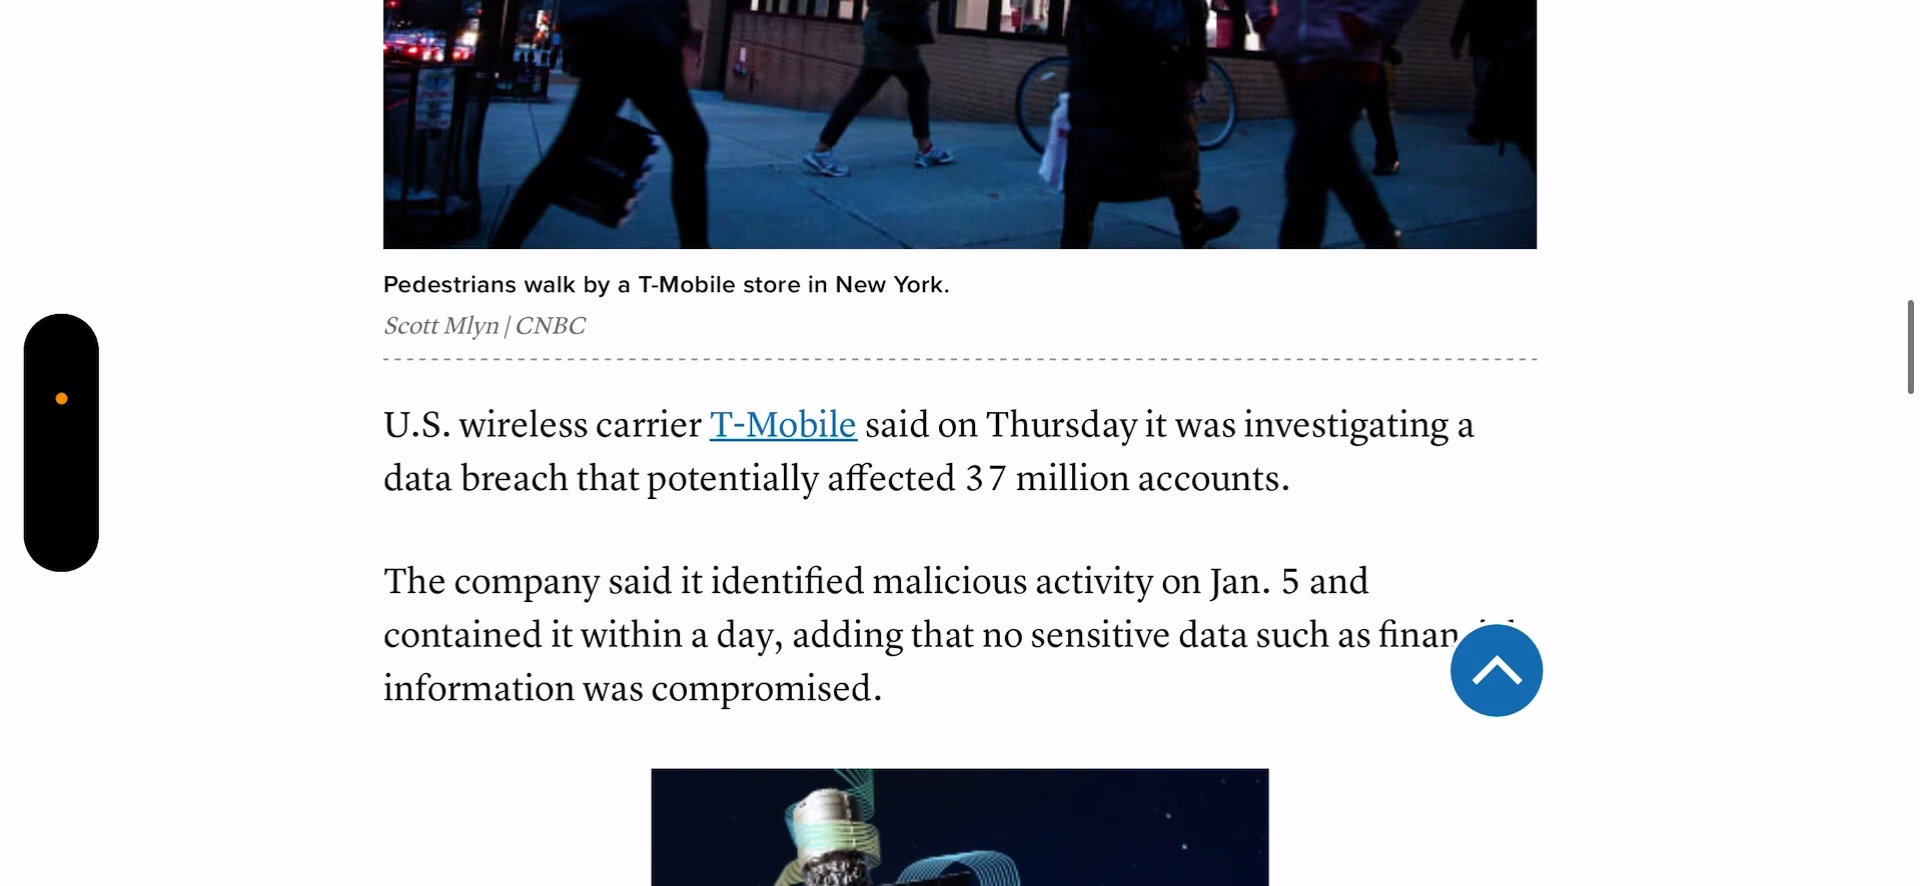 Pedestrians walk by a T-Mobile store in New York.
Scott Mlyn | CNBC
U.S. wireless carrier T-Mobile said on Thursday it was investigating a
data breach that potentially affected 37 million accounts.
The company said it identified malicious activity on Jan. 5 and
contained it within a day, adding that no sensitive data such as
information was compromised.